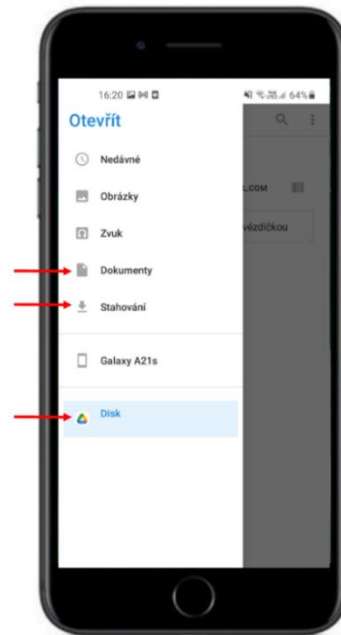 16:20 64%
Otevřít
Nedávné
Obrázky
L.COM
Zvuk
vězdičkou
Dokumenty
Stahování
Galaxy A21s
Disk